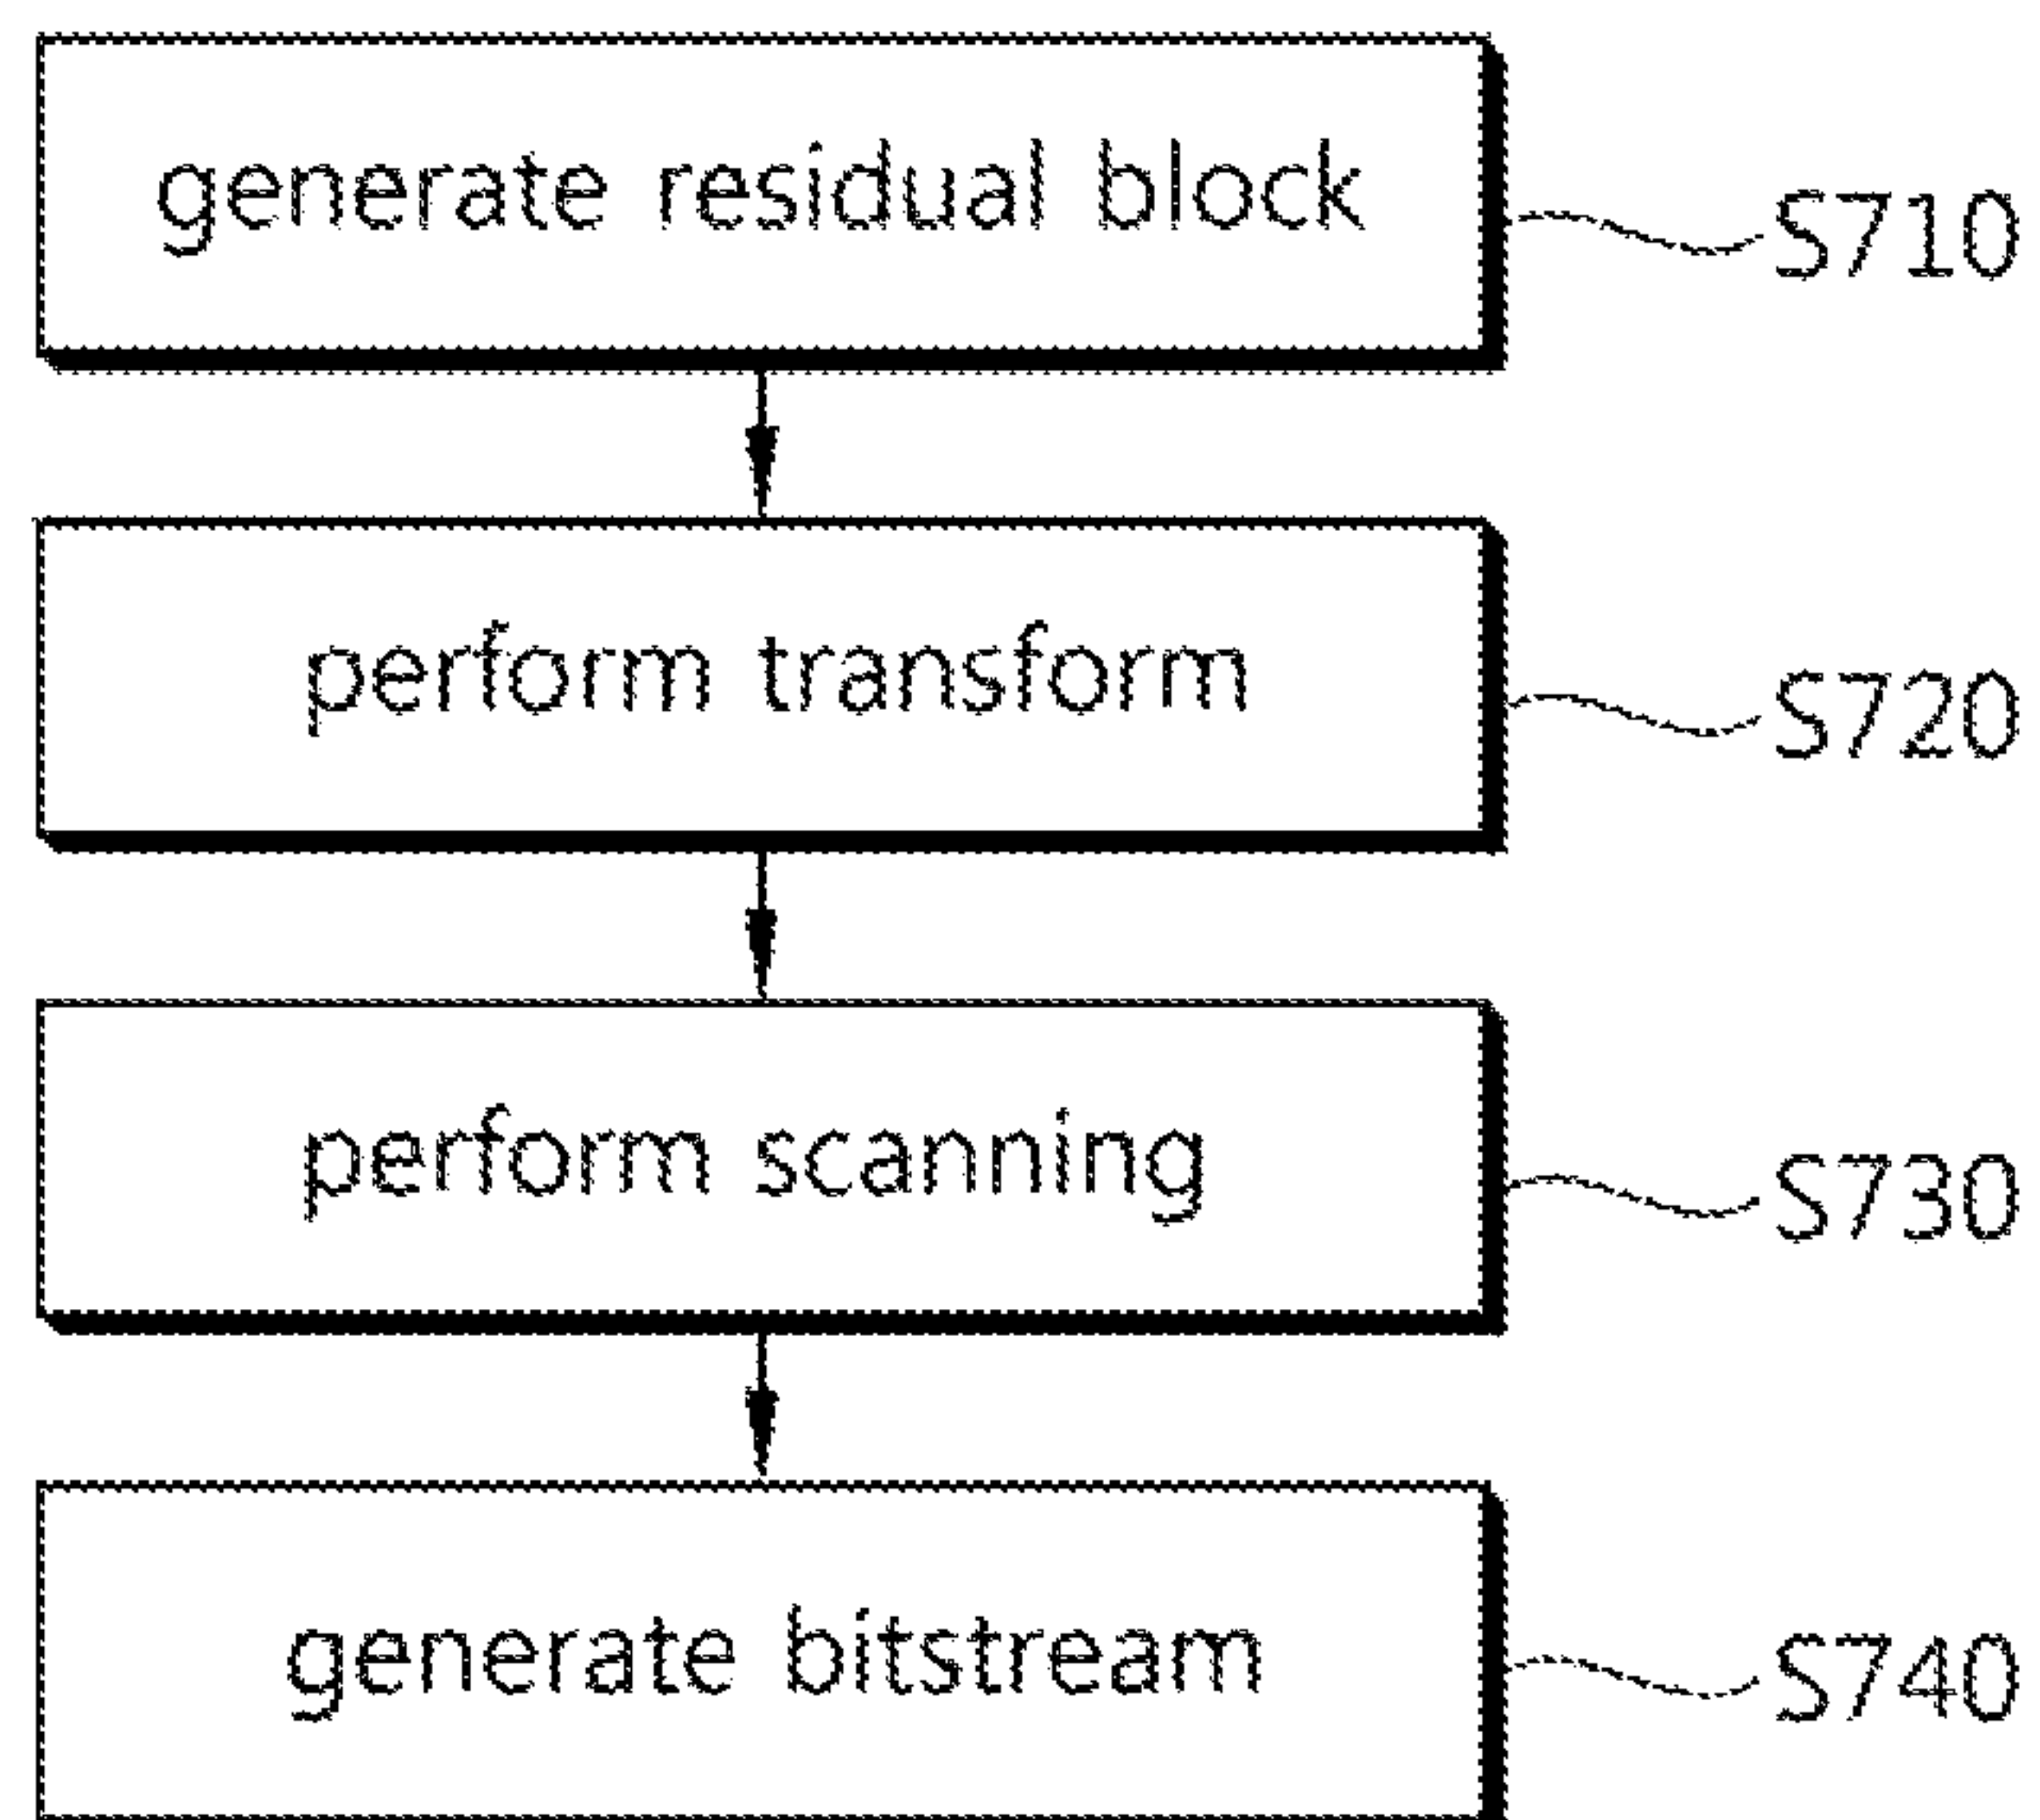 generate residual block
S710
perform transform
S720
perform scanning
S730
generate bitstream
S740